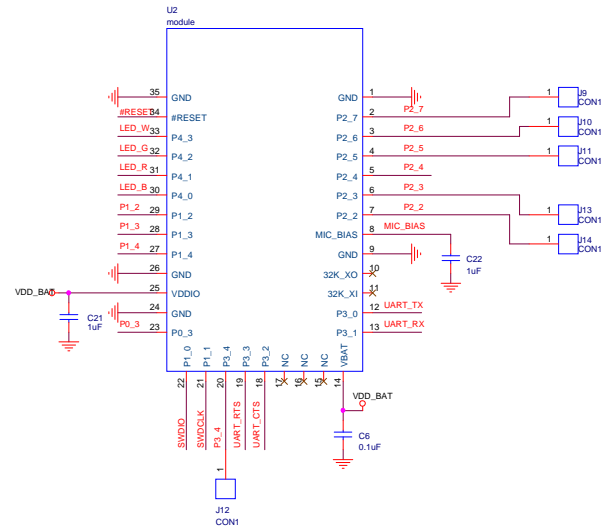 U2
module
35 GND
#RESET 34 #RESET
LED_W 33 P4_3
LED_G 32 P4_2
LED_R 31 P4_1
LED_B 30 P4_0
P1_2 29 P1_2
P1_3 28 P1_3
P1_4 27 P1_4
26 GND
VDD_BAT 25 VDDIO
24 GND
P0_3 23 P0_3
C21
1uF
GND 1
P2_7 2 P2_7 1 J9
CON1
P2_6 3 P2_6 1 J10
CON1
P2_5 4 P2_5 1 J11
CON1
P2_4 5 P2_4
P2_3 6 P2_3 1 J13
CON1
P2_2 7 P2_2 1 J14
CON1
MIC_BIAS 8 MIC_BIAS
GND 9
C22
1uF
32K_XO 10
32K_XI 11
P3_0 12 UART_TX
P3_1 13 UART_RX
P1_0 22 SWDIO
P1_1 21 SWDCLK
P3_4 20 P3_4
P3_3 19 UART_RTS
P3_2 18 UART_CTS
NC 17
NC 16
NC 15
VBAT 14
VDD_BAT
C6
0.1uF
1
J12
CON1